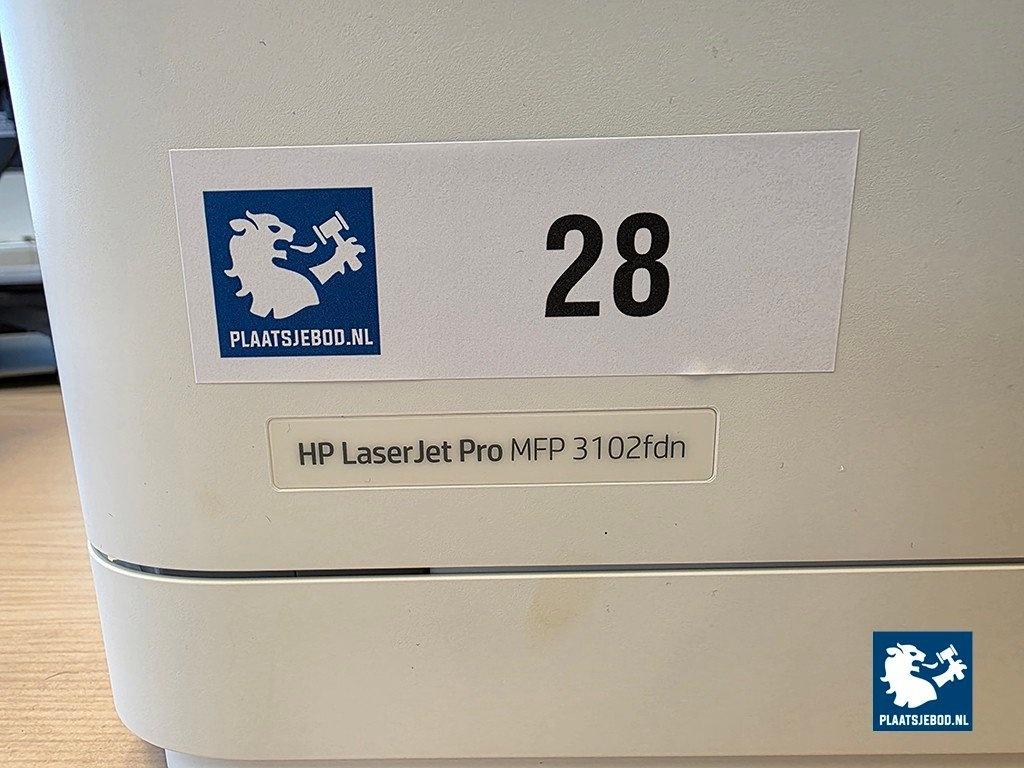 PLAATSJEBOD.NL
28
HP LaserJet Pro MFP 3102fdn
PLAATSJEBOD.NL